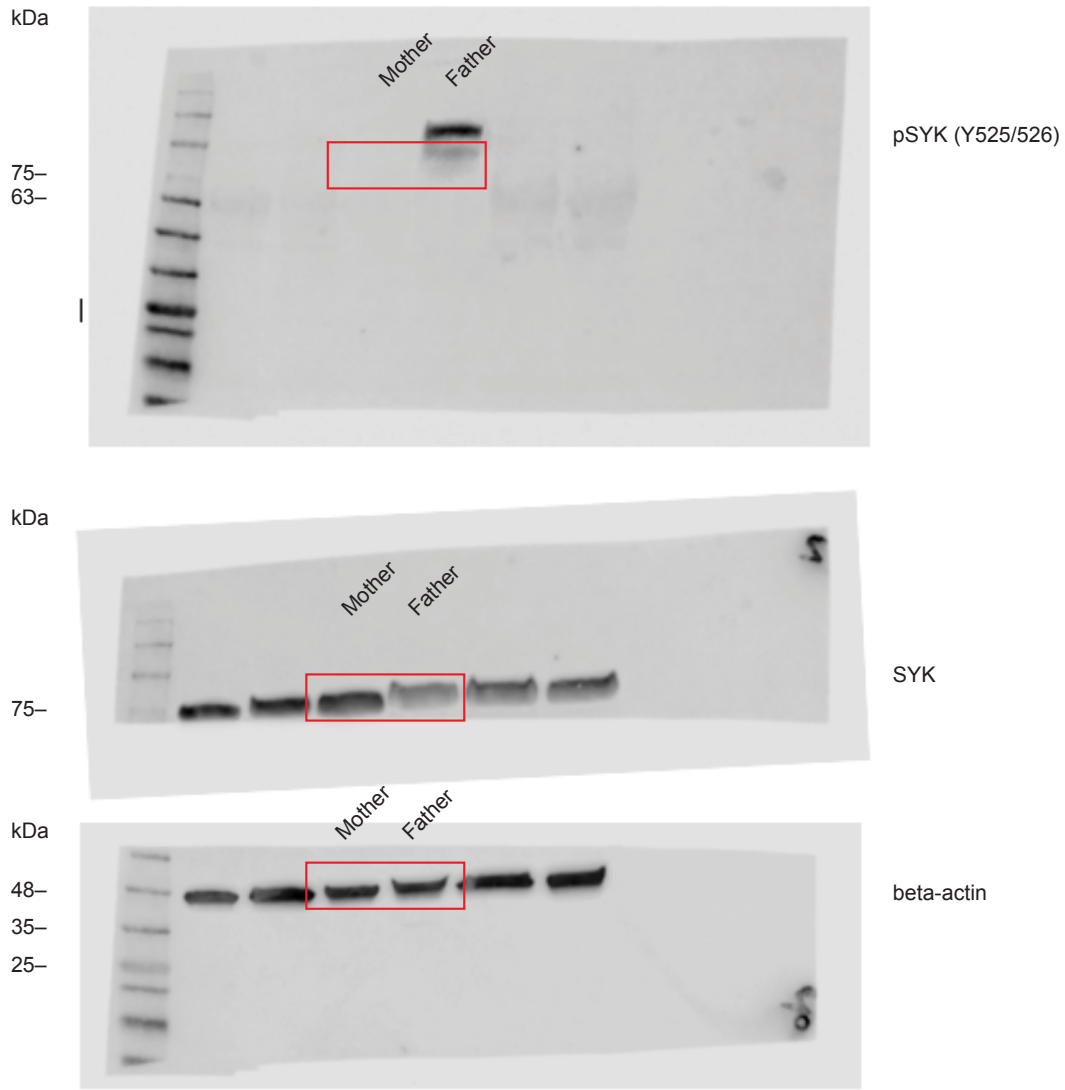 kDa
Mother
Father
pSYK (Y525/526)
75–
63–
kDa
Mother
Father
SYK
75–
Mother
Father
kDa
48–
beta-actin
35–
25–